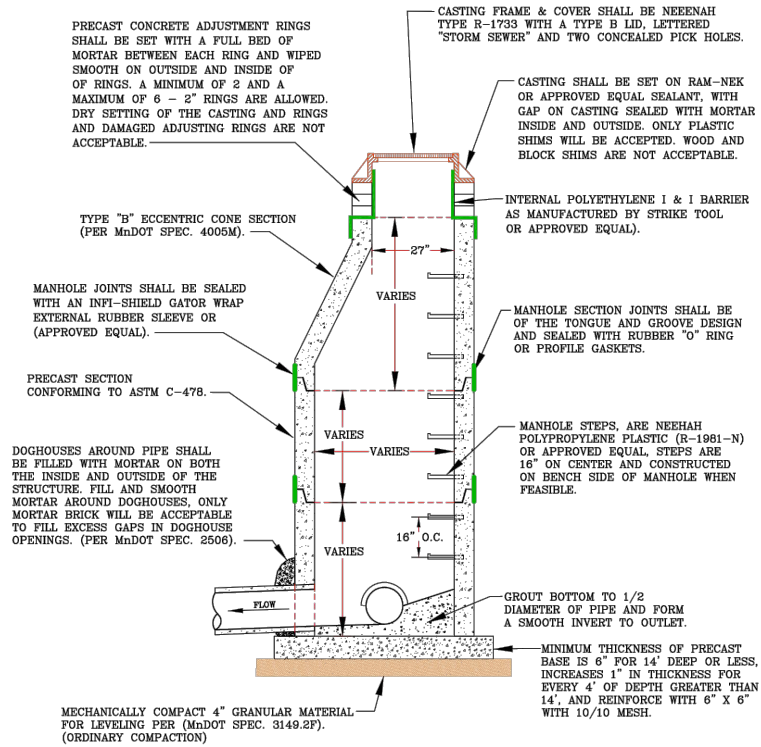 CASTING FRAME & COVER SHALL BE NEEENAH
TYPE R-1733 WITH A TYPE B LID, LETTERED
"STORM SEWER" AND TWO CONCEALED PICK HOLES.
PRECAST CONCRETE ADJUSTMENT RINGS
SHALL BE SET WITH A FULL BED OF
MORTAR BETWEEN EACH RING AND WIPED
SMOOTH ON OUTSIDE AND INSIDE OF
OF RINGS. A MINIMUM OF 2 AND A
MAXIMUM OF 6 - 2" RINGS ARE ALLOWED.
DRY SETTING OF THE CASTING AND RINGS
AND DAMAGED ADJUSTING RINGS ARE NOT
ACCEPTABLE.
CASTING SHALL BE SET ON RAM-NEK
OR APPROVED EQUAL SEALANT, WITH
GAP ON CASTING SEALED WITH MORTAR
INSIDE AND OUTSIDE. ONLY PLASTIC
SHIMS WILL BE ACCEPTED. WOOD AND
BLOCK SHIMS ARE NOT ACCEPTABLE.
INTERNAL POLYETHYLENE I & I BARRIER
AS MANUFACTURED BY STRIKE TOOL
OR APPROVED EQUAL).
TYPE "B" ECCENTRIC CONE SECTION
(PER MnDOT SPEC. 4005M).
27"
VARIES
MANHOLE JOINTS SHALL BE SEALED
WITH AN INFI-SHIELD GATOR WRAP
EXTERNAL RUBBER SLEEVE OR
(APPROVED EQUAL).
MANHOLE SECTION JOINTS SHALL BE
OF THE TONGUE AND GROOVE DESIGN
AND SEALED WITH RUBBER "O" RING
OR PROFILE GASKETS.
PRECAST SECTION
CONFORMING TO ASTM C-478.
VARIES
VARIES
MANHOLE STEPS, ARE NEEHAH
POLYPROPYLENE PLASTIC (R-1981-N)
OR APPROVED EQUAL, STEPS ARE
16" ON CENTER AND CONSTRUCTED
ON BENCH SIDE OF MANHOLE WHEN
FEASIBLE.
DOGHOUSES AROUND PIPE SHALL
BE FILLED WITH MORTAR ON BOTH
THE INSIDE AND OUTSIDE OF THE
STRUCTURE. FILL AND SMOOTH
MORTAR AROUND DOGHOUSES, ONLY
MORTAR BRICK WILL BE ACCEPTABLE
TO FILL EXCESS GAPS IN DOGHOUSE
OPENINGS. (PER MnDOT SPEC. 2506).
16" O.C.
VARIES
FLOW
GROUT BOTTOM TO 1/2
DIAMETER OF PIPE AND FORM
A SMOOTH INVERT TO OUTLET.
MINIMUM THICKNESS OF PRECAST
BASE IS 6" FOR 14' DEEP OR LESS,
INCREASES 1" IN THICKNESS FOR
EVERY 4' OF DEPTH GREATER THAN
14', AND REINFORCE WITH 6" X 6"
WITH 10/10 MESH.
MECHANICALLY COMPACT 4" GRANULAR MATERIAL
FOR LEVELING PER (MnDOT SPEC. 3149.2F).
(ORDINARY COMPACTION)